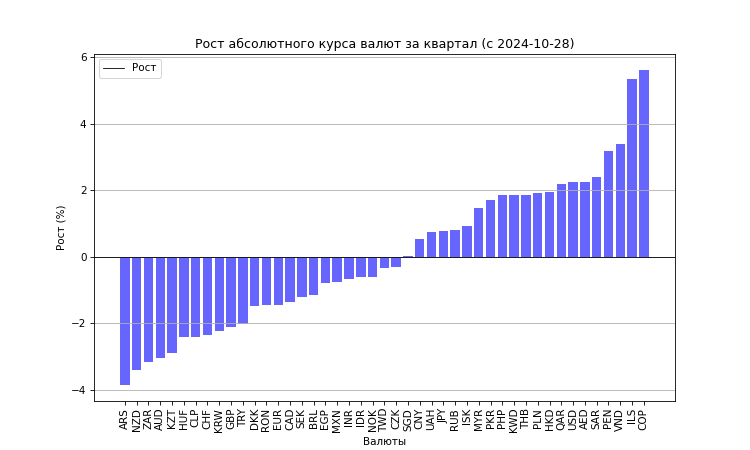 Рост абсолютного курса валют за квартал (с 2024-10-28)
Рост
Рост (%)
6
4
2
0
−2
−4
ARS NZD ZAR AUD KZT HUF CLP CHF KRW GBP TRY DKK RON EUR CAD SEK BRL EGP MXN INR IDR NOK TWD CZK SGD CNY UAH JPY RUB ISK MYR PKR PHP KWD THB PLN HKD QAR USD AED SAR PEN VND ILS COP
Валюты